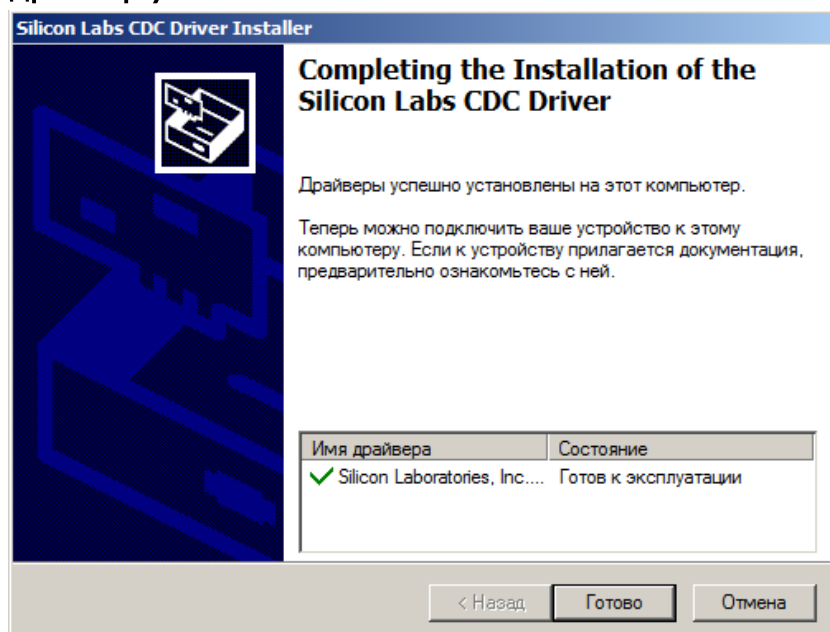 Silicon Labs CDC Driver Installer
Completing the Installation of the
Silicon Labs CDC Driver
Драйверы успешно установлены на этот компьютер.
Теперь можно подключить ваше устройство к этому
компьютеру. Если к устройству прилагается документация,
предварительно ознакомьтесь с ней.
Имя драйвера Состояние
Silicon Laboratories, Inc.... Готов к эксплуатации
< Назад Готово Отмена